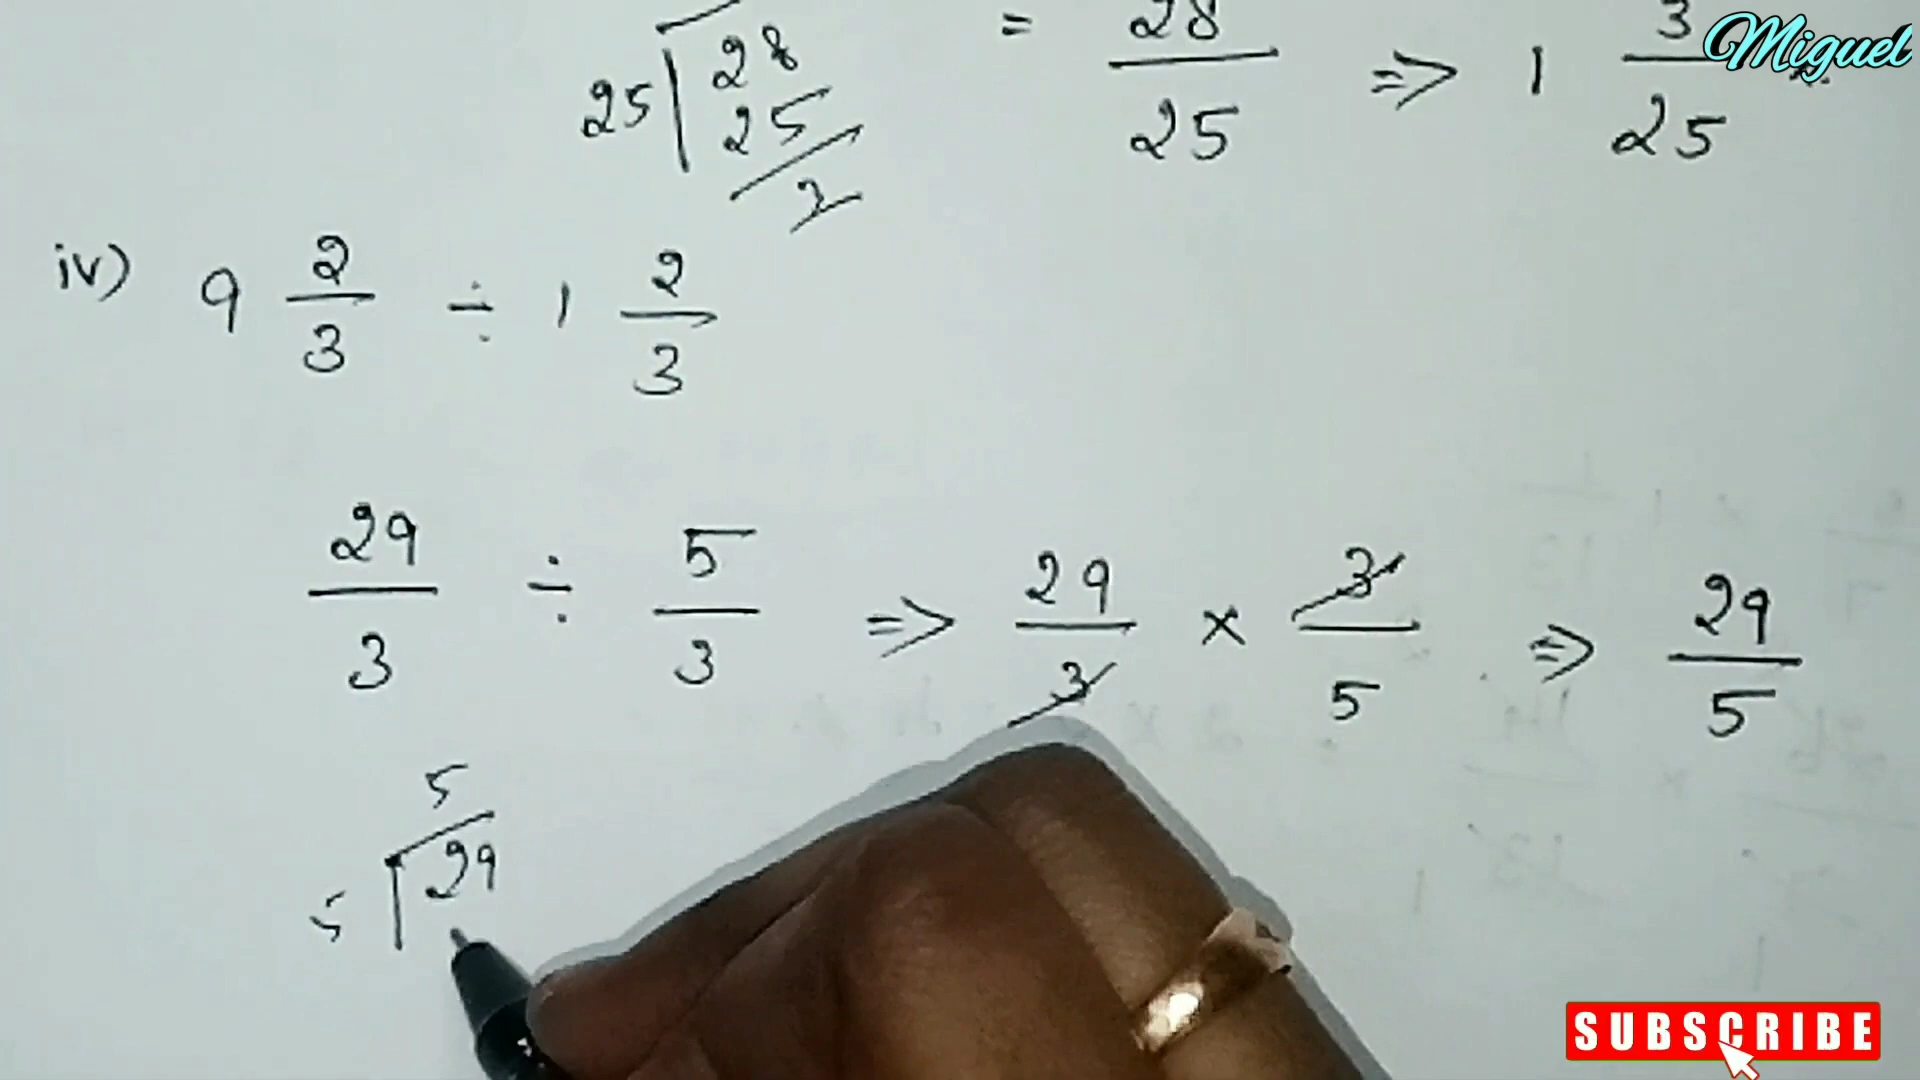 25 28 = 28/25 ⇒ 1 3/25
25
3
Miguel
iv) 9 2/3 ÷ 1 2/3
29/3 ÷ 5/3 ⇒ 29/3 × 3/5 ⇒ 29/5
5
5 29
SUBSCRIBE